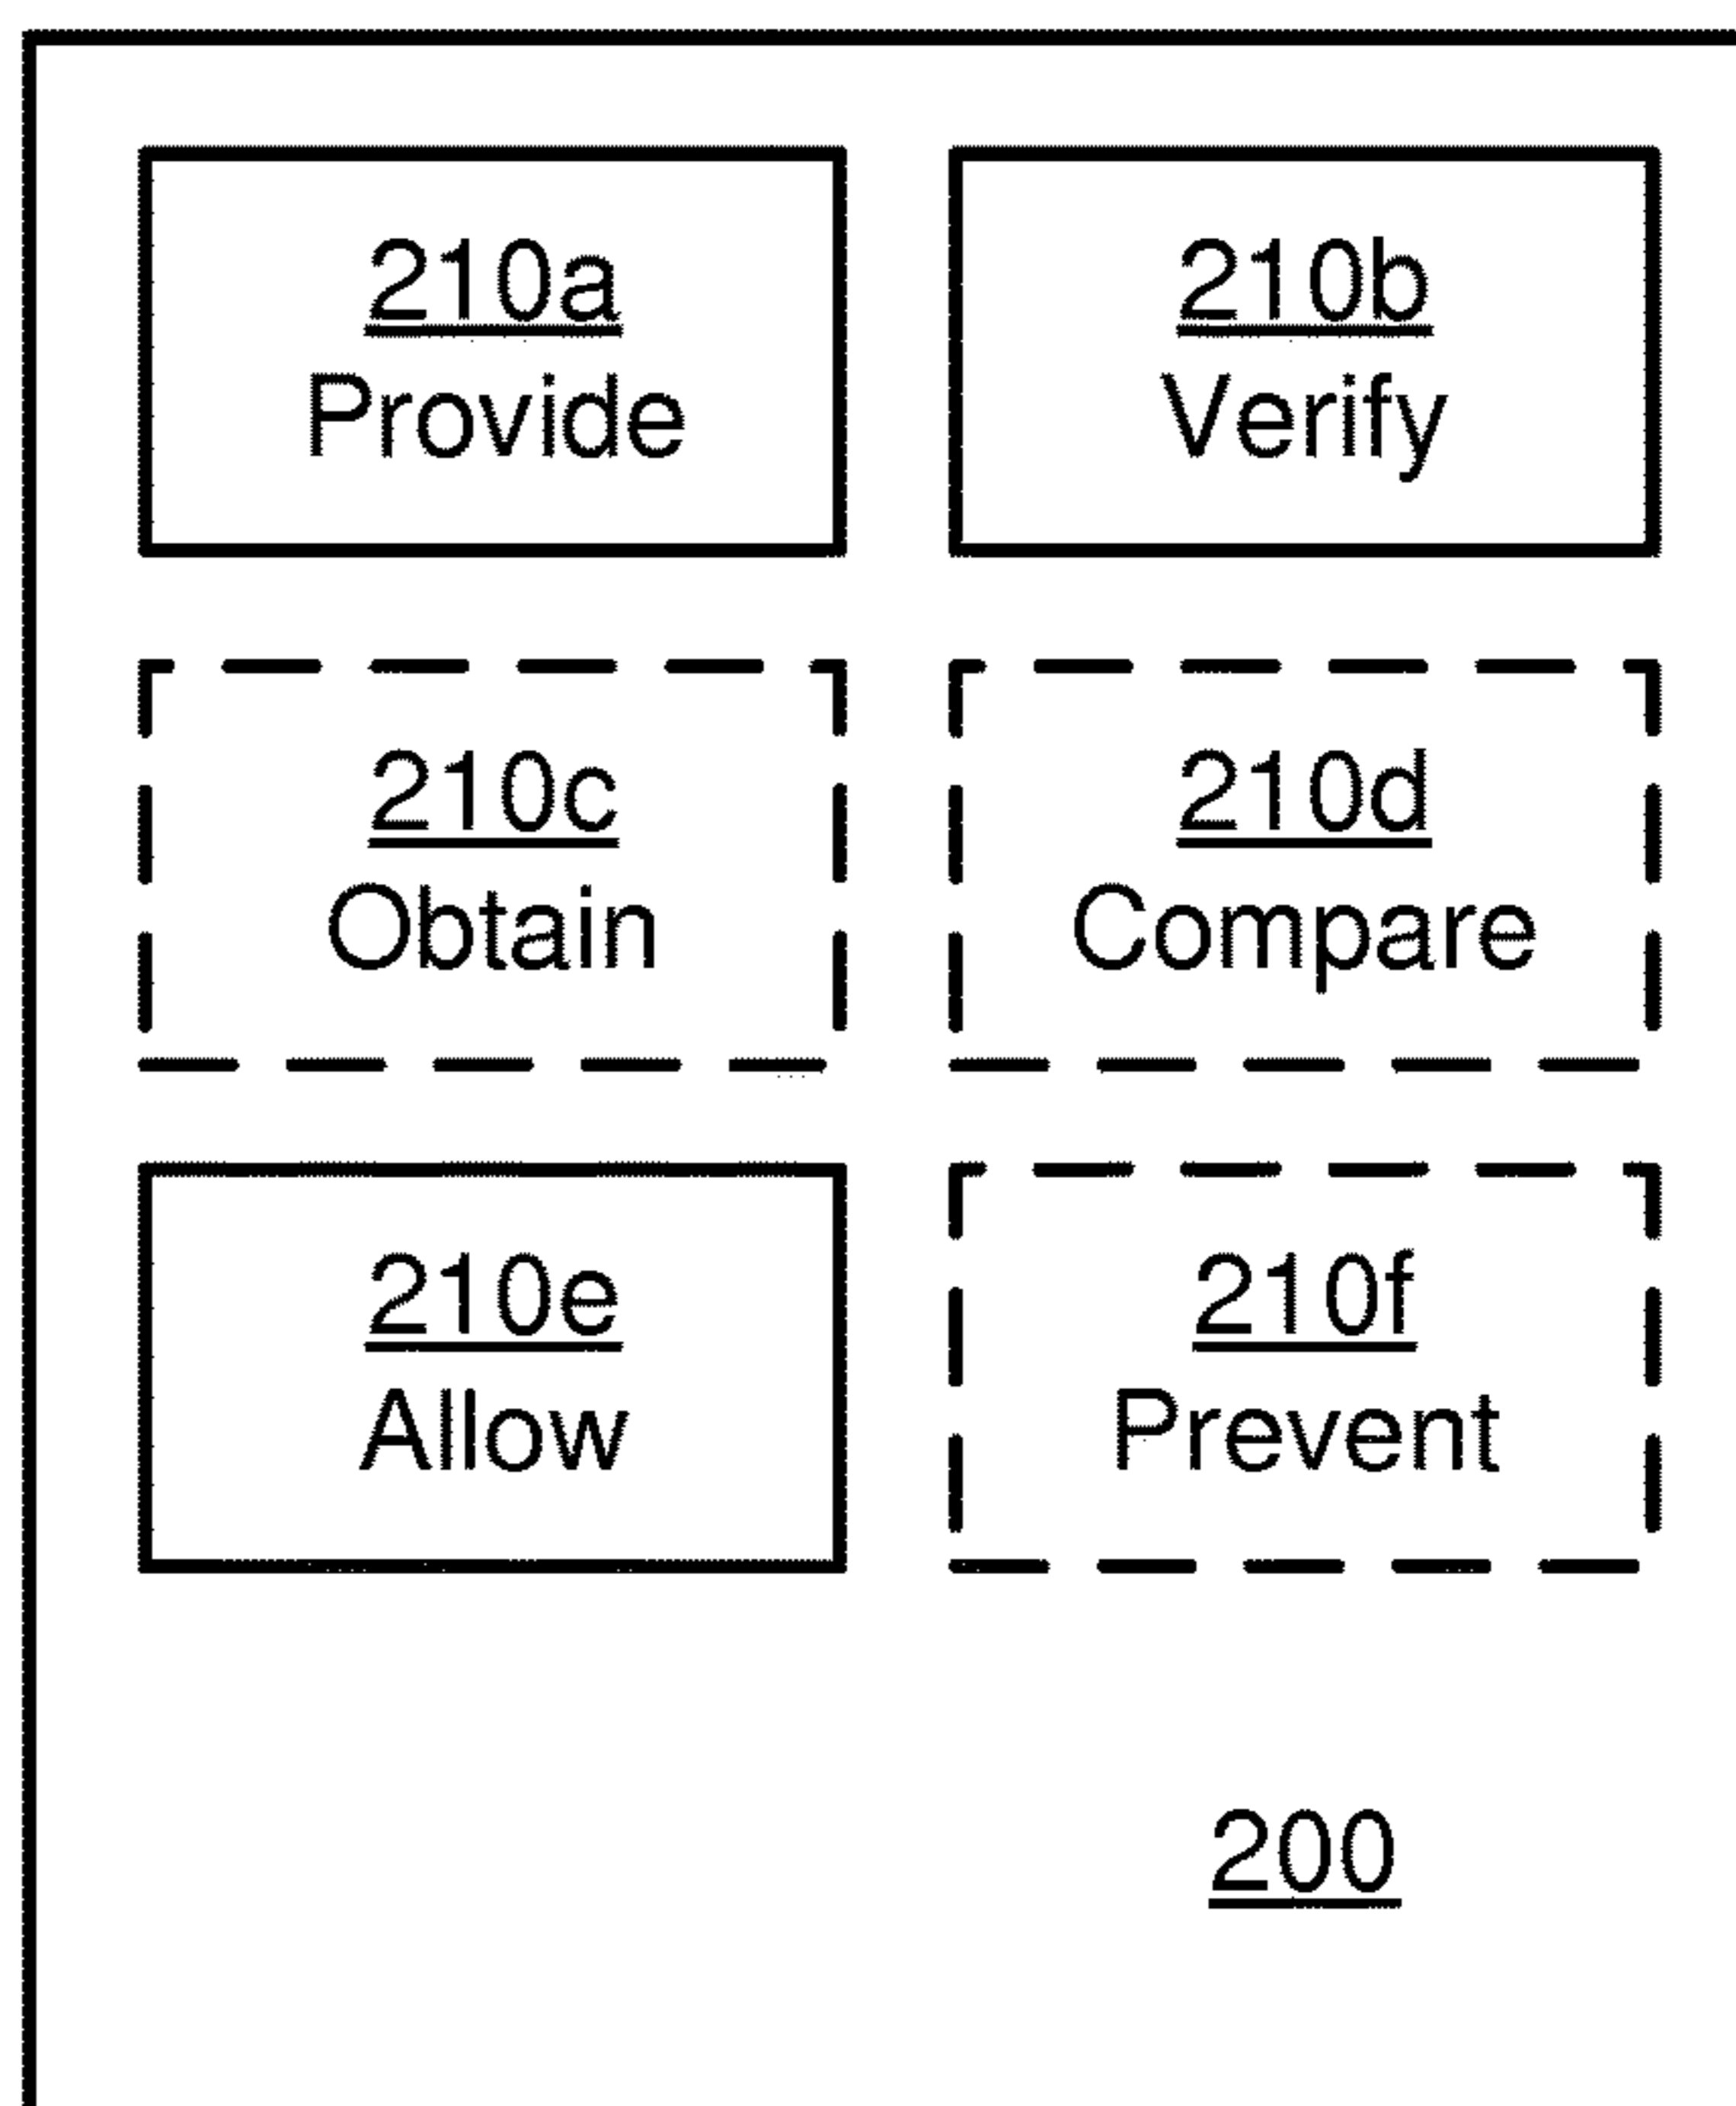 210a
Provide
210b
Verify
210c
Obtain
210d
Compare
210e
Allow
210f
Prevent
200